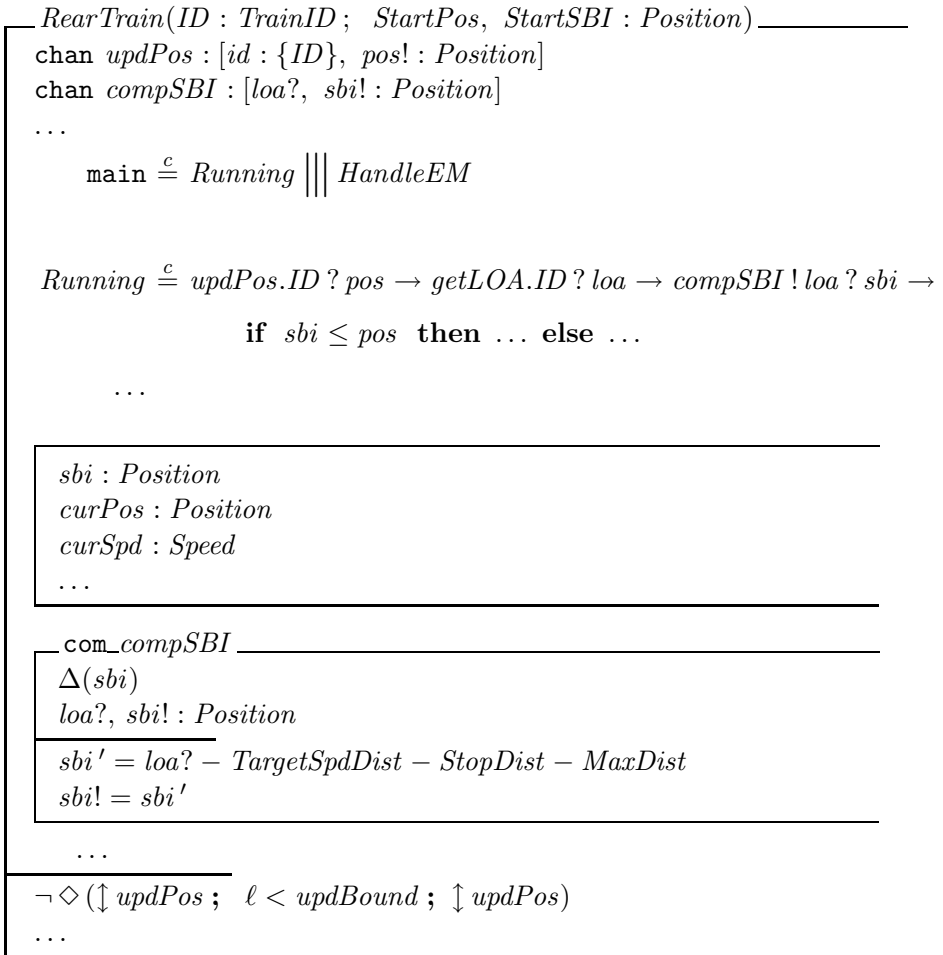 RearTrain(ID : TrainID ; StartPos, StartSBI : Position)
chan updPos : [id : {ID}, pos! : Position]
chan compSBI : [loa?, sbi! : Position]
. . .
main ≙ᶜ Running ||| HandleEM
Running ≙ᶜ updPos.ID ? pos → getLOA.ID ? loa → compSBI ! loa ? sbi →
if sbi ≤ pos then . . . else . . .
. . .
sbi : Position
curPos : Position
curSpd : Speed
. . .
com_compSBI
Δ(sbi)
loa?, sbi! : Position
sbi ′ = loa? − TargetSpdDist − StopDist − MaxDist
sbi! = sbi ′
. . .
¬ ◇ (↕ updPos ; ℓ < updBound ; ↕ updPos)
. . .